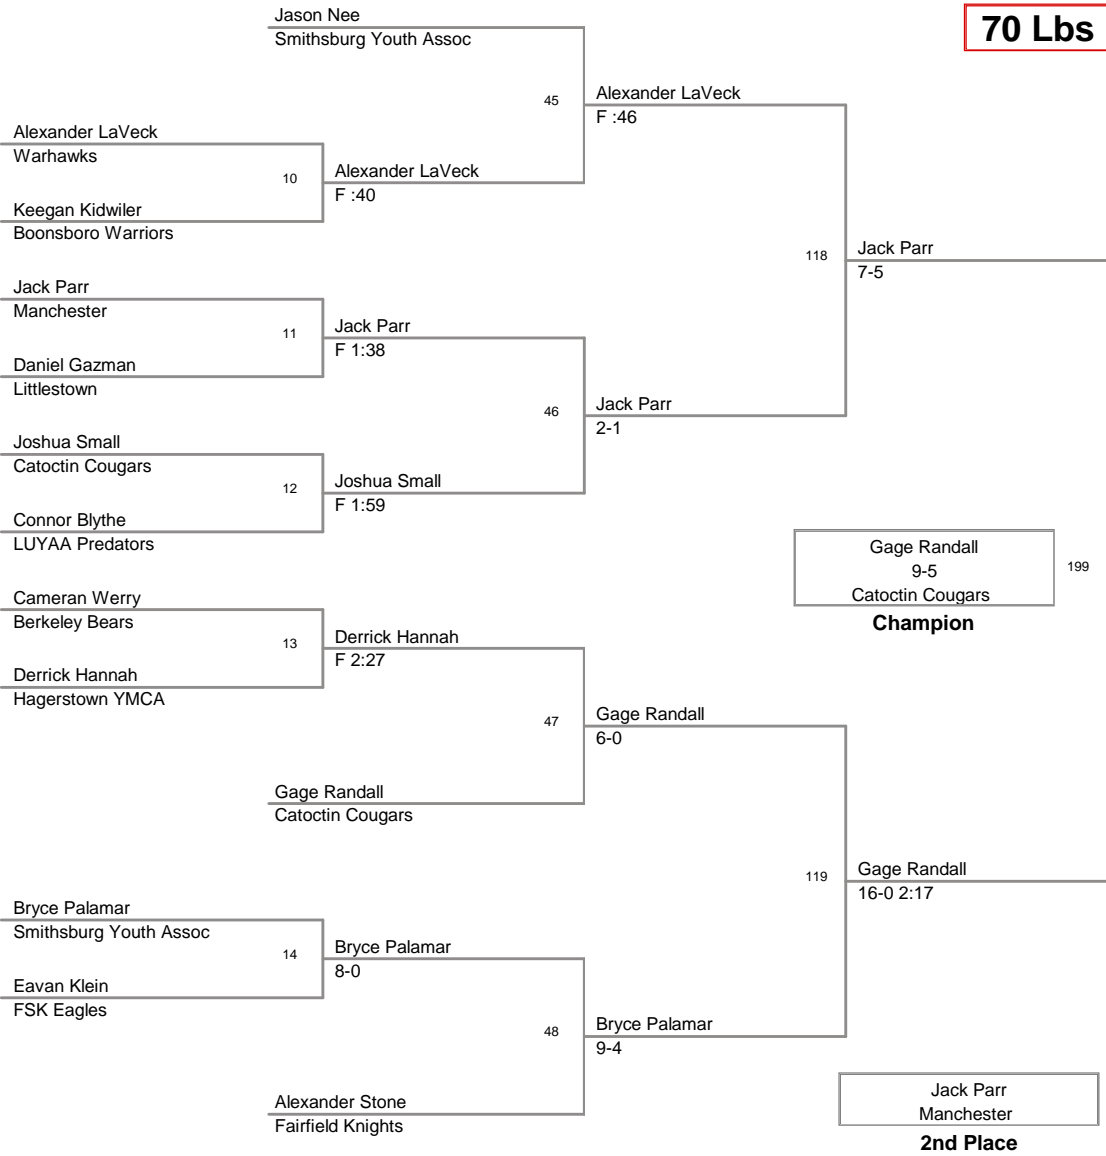 Jason Nee
Smithsburg Youth Assoc
70 Lbs
45
Alexander LaVeck
F :46
Alexander LaVeck
Warhawks
10
Alexander LaVeck
F :40
Keegan Kidwiler
Boonsboro Warriors
118
Jack Parr
7-5
Jack Parr
Manchester
11
Jack Parr
F 1:38
Daniel Gazman
Littlestown
46
Jack Parr
2-1
Joshua Small
Catoctin Cougars
12
Joshua Small
F 1:59
Connor Blythe
LUYAA Predators
Gage Randall
9-5
Catoctin Cougars
199
Champion
Cameran Werry
Berkeley Bears
13
Derrick Hannah
F 2:27
Derrick Hannah
Hagerstown YMCA
47
Gage Randall
6-0
Gage Randall
Catoctin Cougars
119
Gage Randall
16-0 2:17
Bryce Palamar
Smithsburg Youth Assoc
14
Bryce Palamar
8-0
Eavan Klein
FSK Eagles
48
Bryce Palamar
9-4
Alexander Stone
Fairfield Knights
Jack Parr
Manchester
2nd Place